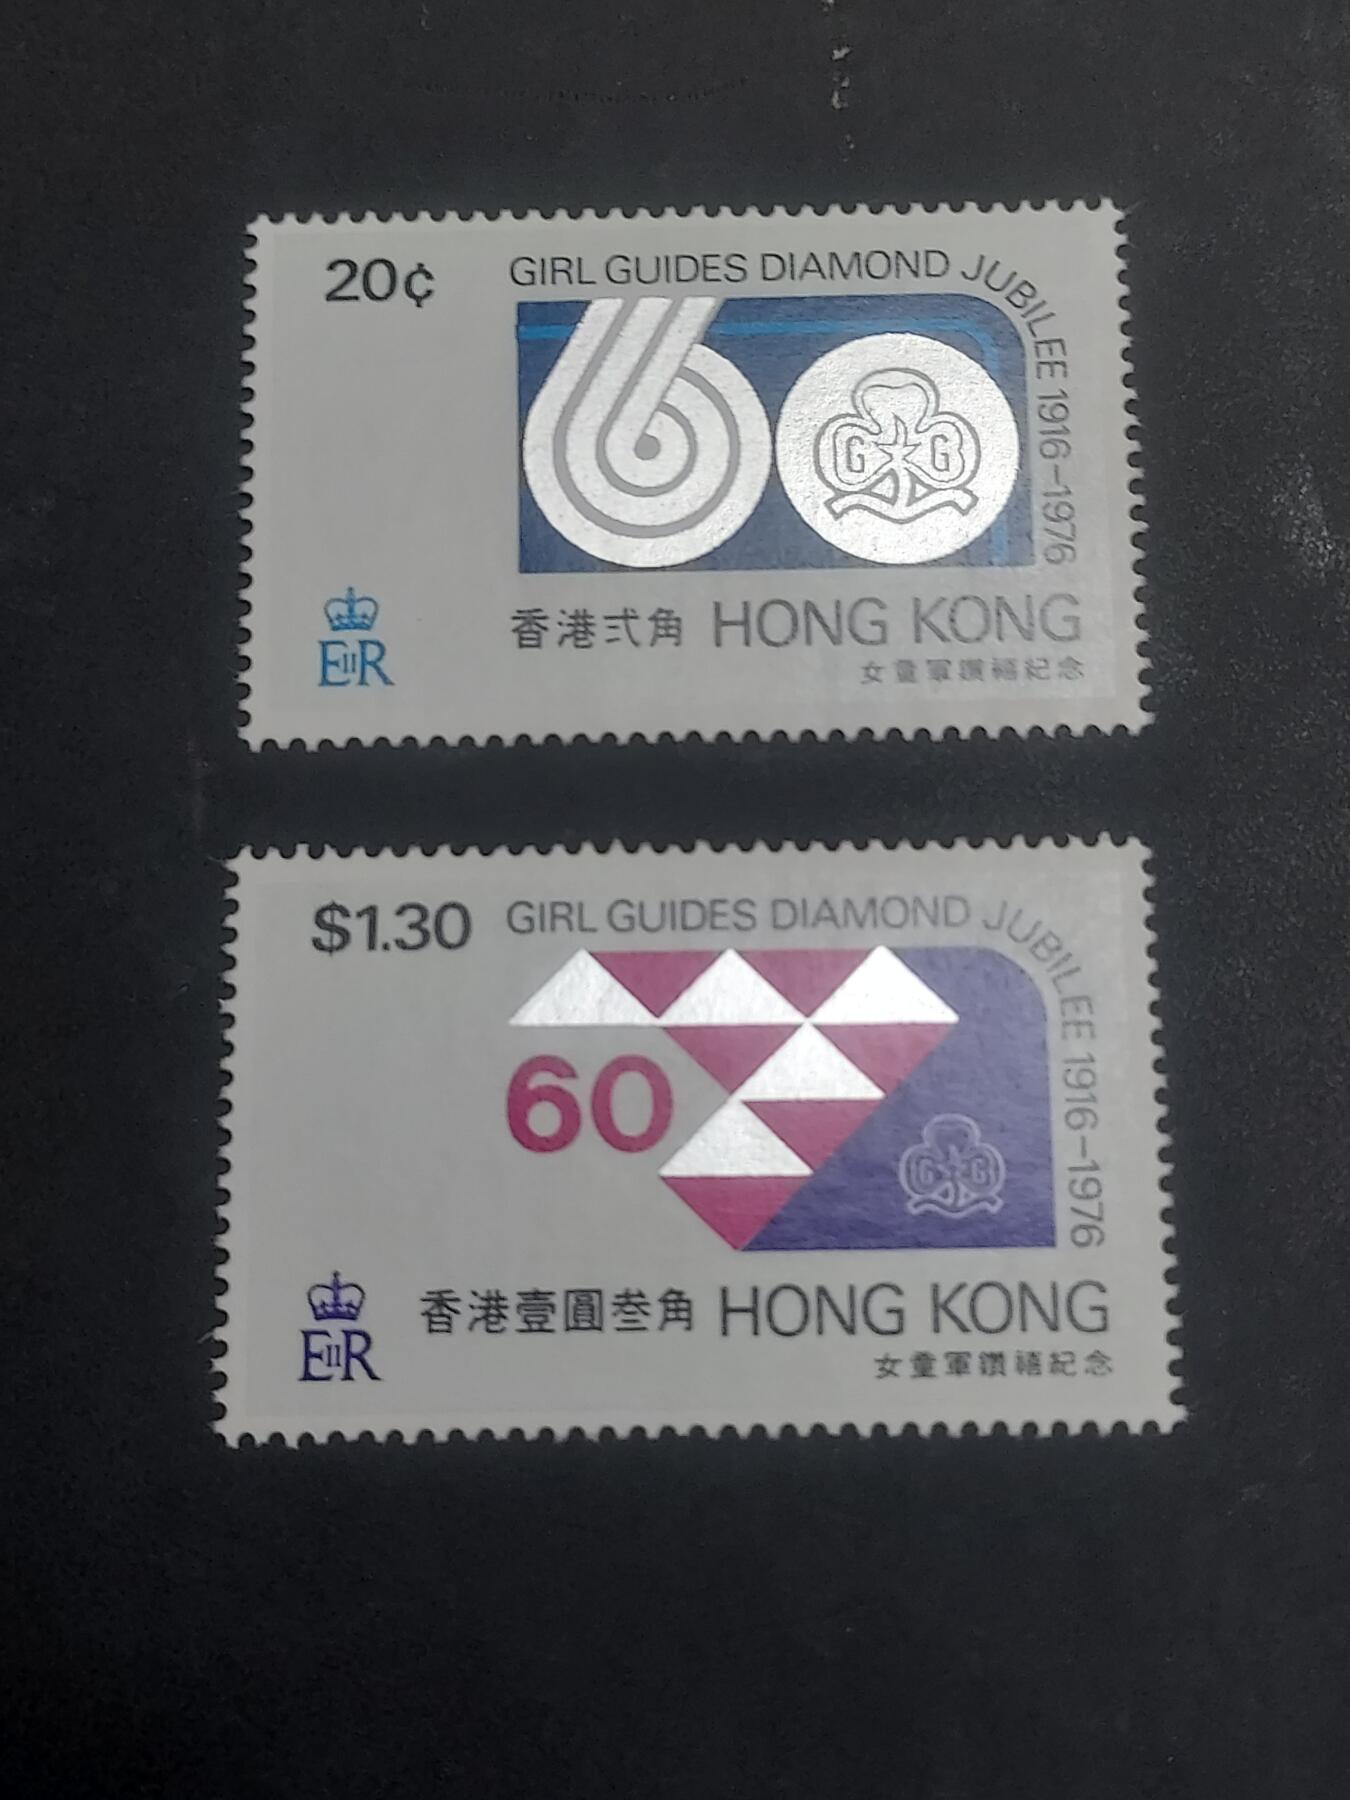 20¢
GIRL GUIDES DIAMOND JUBILEE 1916-1976
60
G G
香港弍角 HONG KONG
女童軍鑽禧紀念
EIIR
$1.30
GIRL GUIDES DIAMOND JUBILEE 1916-1976
60
G G
香港壹圓叁角 HONG KONG
女童軍鑽禧紀念
EIIR